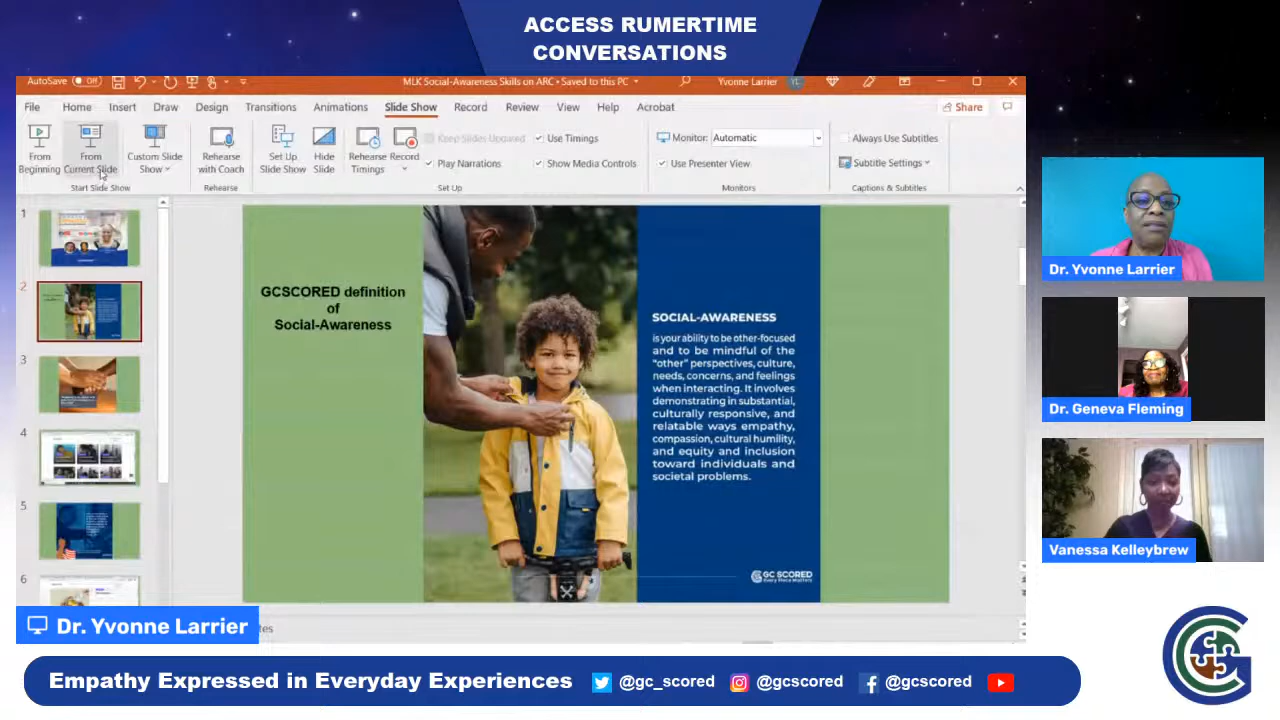 ACCESS RUMERTIME
CONVERSATIONS
AutoSave Off
MLK Social-Awareness Skills on ARC • Saved to this PC
Yvonne Larrier YL
File Home Insert Draw Design Transitions Animations Slide Show Record Review View Help Acrobat Share
From Beginning
From Current Slide
Custom Slide Show
Start Slide Show
Rehearse with Coach
Rehearse
Set Up Slide Show
Hide Slide
Rehearse Timings
Record
Keep Slides Updated
Play Narrations
Use Timings
Show Media Controls
Set Up
Monitor: Automatic
Use Presenter View
Monitors
Always Use Subtitles
Subtitle Settings
Captions & Subtitles
1
2
3
4
5
6
GCSCORED definition
of
Social-Awareness
SOCIAL-AWARENESS
is your ability to be other-focused
and to be mindful of the
"other" perspectives, culture,
needs, concerns, and feelings
when interacting. It involves
demonstrating in substantial,
culturally responsive, and
relatable ways empathy,
compassion, cultural humility,
and equity and inclusion
toward individuals and
societal problems.
GC SCORED
Every Piece Matters
Dr. Yvonne Larrier
Dr. Geneva Fleming
Vanessa Kelleybrew
Dr. Yvonne Larrier
tes
Empathy Expressed in Everyday Experiences @gc_scored @gcscored @gcscored